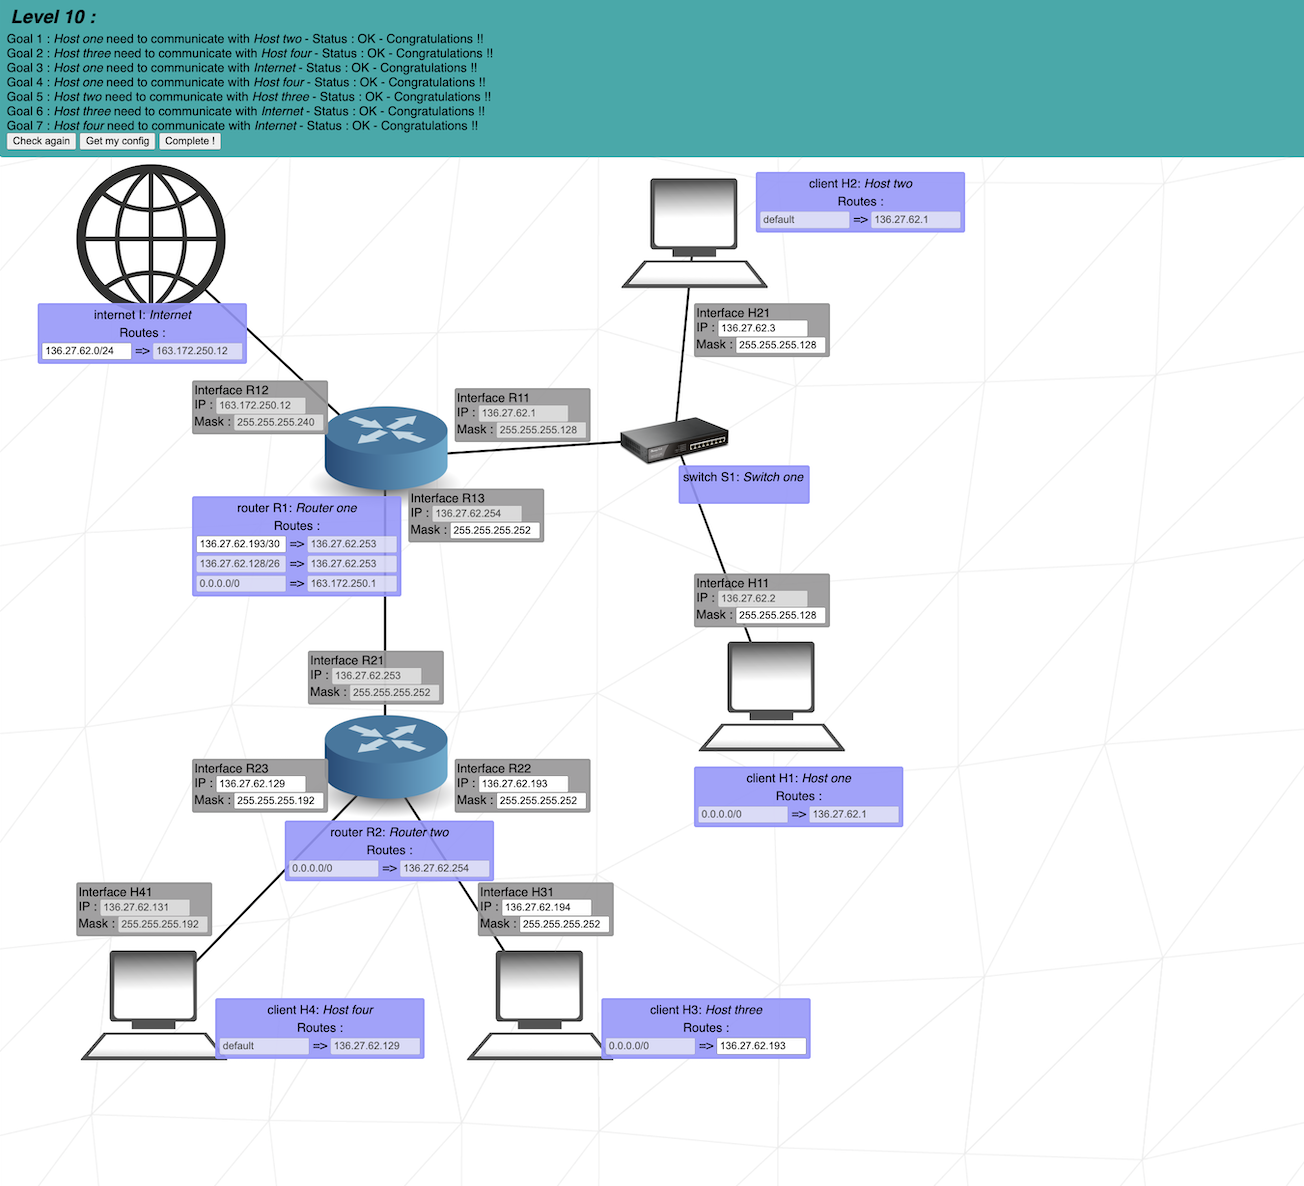 Level 10 :
Goal 1 : Host one need to communicate with Host two - Status : OK - Congratulations !!
Goal 2 : Host three need to communicate with Host four - Status : OK - Congratulations !!
Goal 3 : Host one need to communicate with Internet - Status : OK - Congratulations !!
Goal 4 : Host one need to communicate with Host four - Status : OK - Congratulations !!
Goal 5 : Host two need to communicate with Host three - Status : OK - Congratulations !!
Goal 6 : Host three need to communicate with Internet - Status : OK - Congratulations !!
Goal 7 : Host four need to communicate with Internet - Status : OK - Congratulations !!
Check again Get my config Complete !
client H2: Host two
Routes :
default => 136.27.62.1
internet I: Internet
Routes :
136.27.62.0/24 => 163.172.250.12
Interface H21
IP : 136.27.62.3
Mask : 255.255.255.128
Interface R12
IP : 163.172.250.12
Mask : 255.255.255.240
Interface R11
IP : 136.27.62.1
Mask : 255.255.255.128
switch S1: Switch one
Interface R13
IP : 136.27.62.254
Mask : 255.255.255.252
router R1: Router one
Routes :
136.27.62.193/30 => 136.27.62.253
136.27.62.128/26 => 136.27.62.253
0.0.0.0/0 => 163.172.250.1
Interface H11
IP : 136.27.62.2
Mask : 255.255.255.128
Interface R21
IP : 136.27.62.253
Mask : 255.255.255.252
Interface R23
IP : 136.27.62.129
Mask : 255.255.255.192
Interface R22
IP : 136.27.62.193
Mask : 255.255.255.252
client H1: Host one
Routes :
0.0.0.0/0 => 136.27.62.1
router R2: Router two
Routes :
0.0.0.0/0 => 136.27.62.254
Interface H41
IP : 136.27.62.131
Mask : 255.255.255.192
Interface H31
IP : 136.27.62.194
Mask : 255.255.255.252
client H4: Host four
Routes :
default => 136.27.62.129
client H3: Host three
Routes :
0.0.0.0/0 => 136.27.62.193